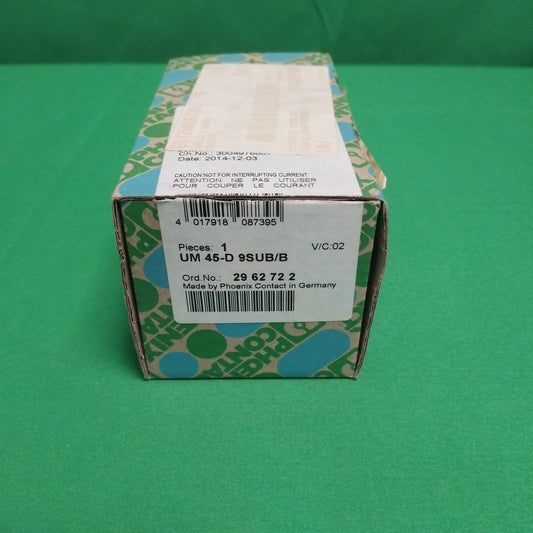 Date: 2014-12-03
CAUTION NOT FOR INTERRUPTING CURRENT
ATTENTION: NE PAS UTILISER
POUR COUPER LE COURANT
4 017918 087395
Pieces: 1 V/C:02
UM 45-D 9SUB/B
Ord.No.: 29 62 72 2
Made by Phoenix Contact in Germany